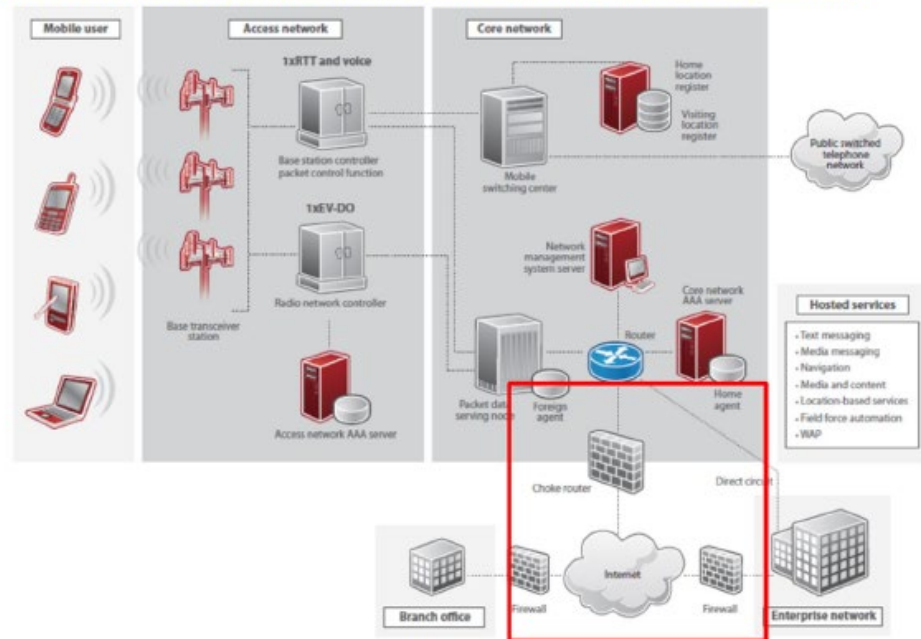 Mobile user
Access network
Core network
1xRTT and voice
Base station controller
packet control function
1xEV-DO
Radio network controller
Base transceiver
station
Access network AAA server
Home
location
register
Visiting
location
register
Mobile
switching center
Public switched
telephone
network
Network
management
system server
Core network
AAA server
Router
Packet data
serving node
Foreign
agent
Home
agent
Hosted services
• Text messaging
• Media messaging
• Navigation
• Media and content
• Location-based services
• Field force automation
• WAP
Choke router
Direct circuit
Internet
Firewall
Firewall
Branch office
Enterprise network